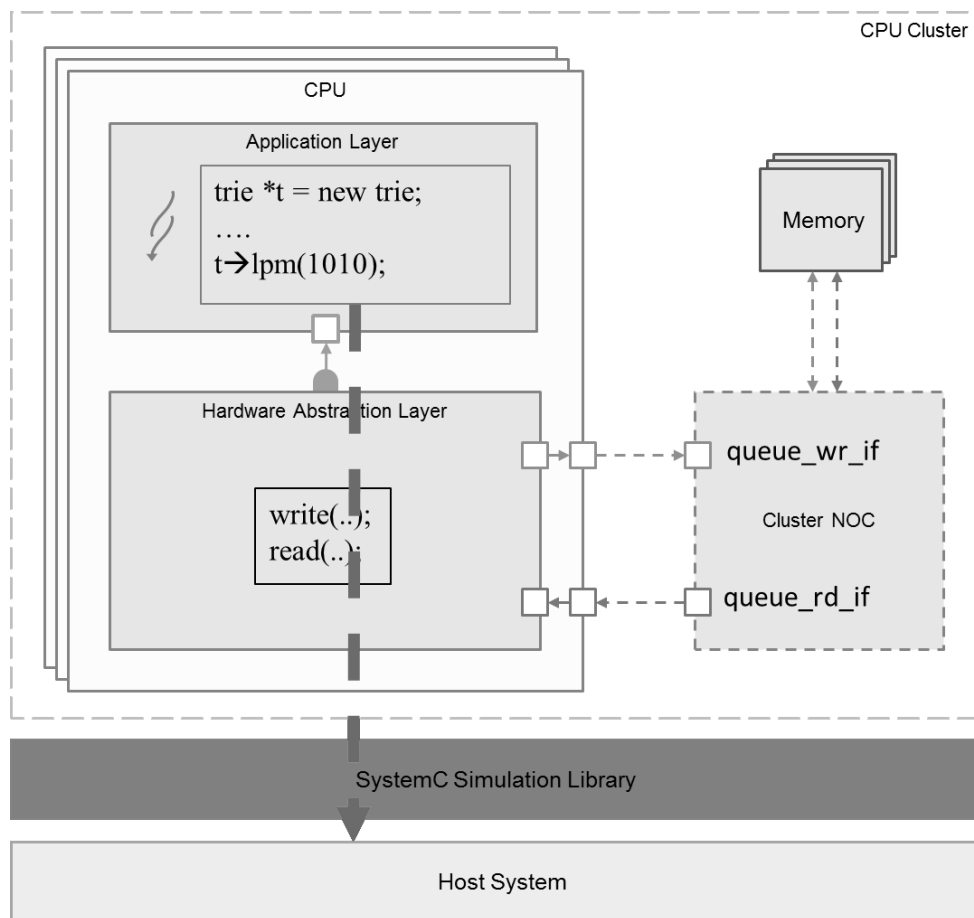 CPU Cluster
CPU
Application Layer
trie *t = new trie;
….
t→lpm(1010);
Memory
Hardware Abstraction Layer
write(..);
read(..);
queue_wr_if
Cluster NOC
queue_rd_if
SystemC Simulation Library
Host System